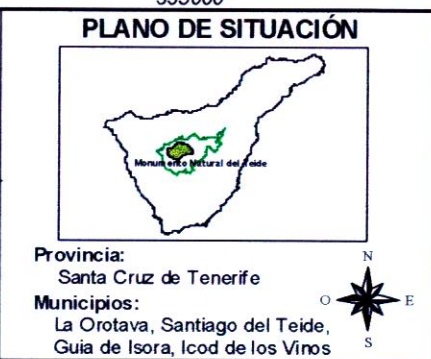 PLANO DE SITUACIÓN
Monumento Natural del Teide
Provincia:
Santa Cruz de Tenerife
Municipios:
La Orotava, Santiago del Teide,
Guia de Isora, Icod de los Vinos
N
O
E
S